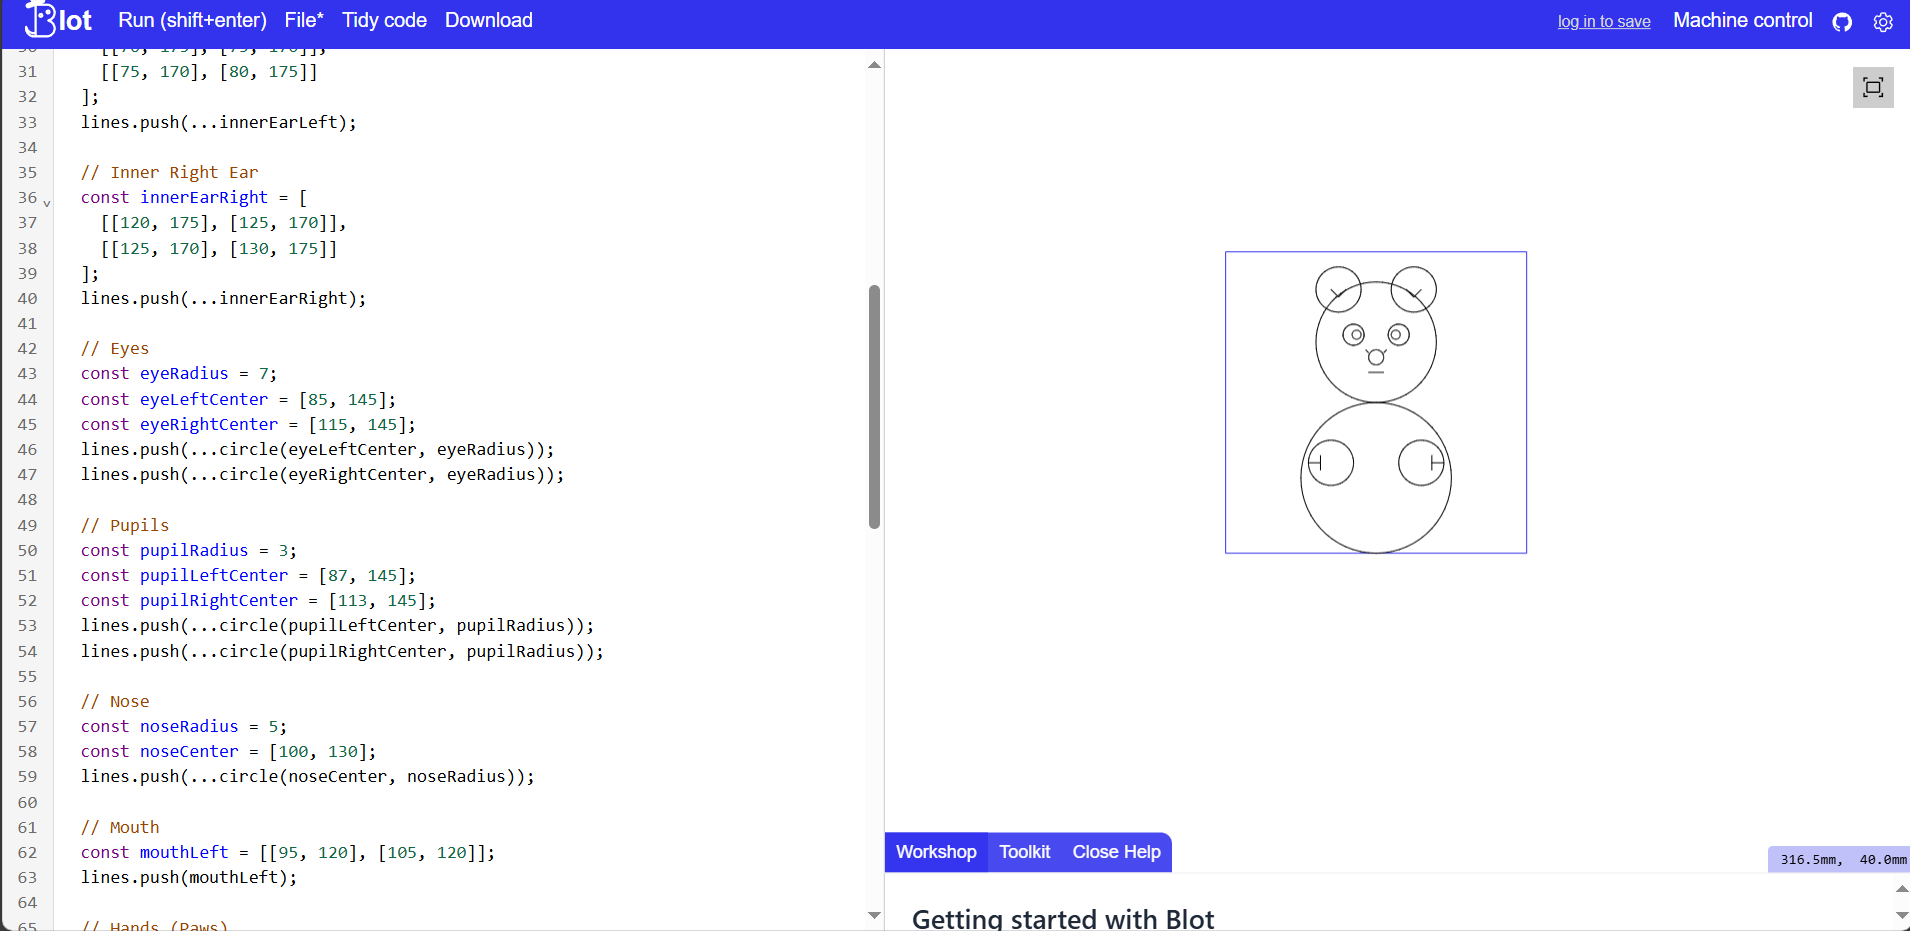 Blot Run (shift+enter) File* Tidy code Download log in to save Machine control
31 [[75, 170], [80, 175]]
32 ];
33 lines.push(...innerEarLeft);
34
35 // Inner Right Ear
36 const innerEarRight = [
37 [[120, 175], [125, 170]],
38 [[125, 170], [130, 175]]
39 ];
40 lines.push(...innerEarRight);
41
42 // Eyes
43 const eyeRadius = 7;
44 const eyeLeftCenter = [85, 145];
45 const eyeRightCenter = [115, 145];
46 lines.push(...circle(eyeLeftCenter, eyeRadius));
47 lines.push(...circle(eyeRightCenter, eyeRadius));
48
49 // Pupils
50 const pupilRadius = 3;
51 const pupilLeftCenter = [87, 145];
52 const pupilRightCenter = [113, 145];
53 lines.push(...circle(pupilLeftCenter, pupilRadius));
54 lines.push(...circle(pupilRightCenter, pupilRadius));
55
56 // Nose
57 const noseRadius = 5;
58 const noseCenter = [100, 130];
59 lines.push(...circle(noseCenter, noseRadius));
60
61 // Mouth
62 const mouthLeft = [[95, 120], [105, 120]];
63 lines.push(mouthLeft);
64
65 // Hands (Paws)
Workshop Toolkit Close Help
316.5mm, 40.0mm
Getting started with Blot